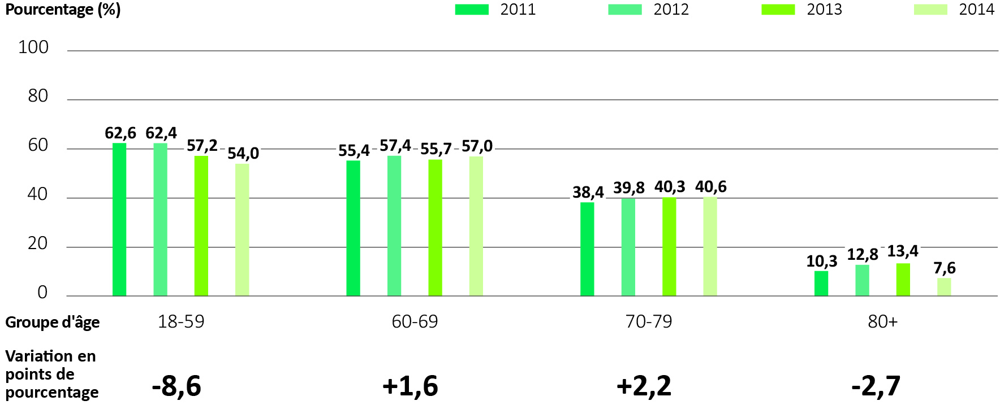 Pourcentage (%)
2011 2012 2013 2014
100
80
60
40
20
0
62,6 62,4 57,2 54,0
55,4 57,4 55,7 57,0
38,4 39,8 40,3 40,6
10,3 12,8 13,4 7,6
Groupe d'âge 18-59 60-69 70-79 80+
Variation en
points de
pourcentage
-8,6 +1,6 +2,2 -2,7